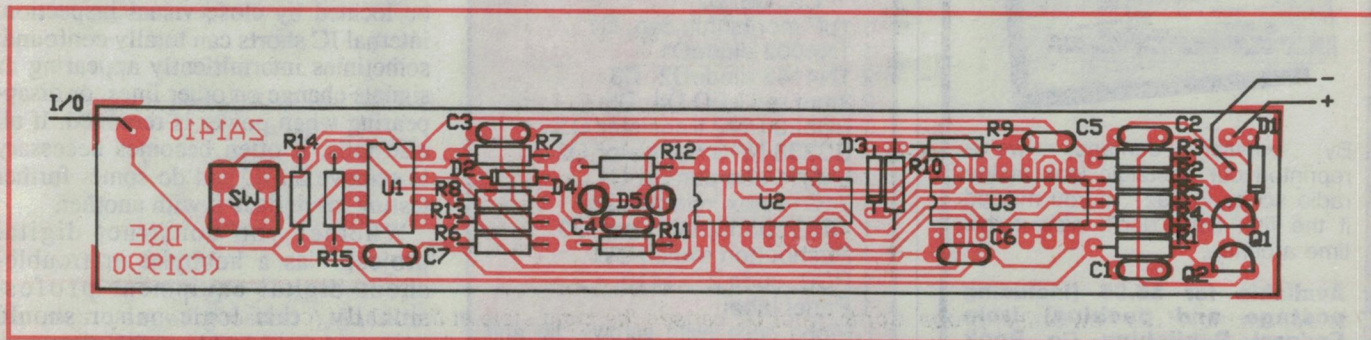 I/O
-
+
ZA1410
R14
C3
R7
R12
D3
R9
C5
C2
D1
R3
R10
R2
D2
SW
U1
R8
D4
D5
U2
U3
R5
R13
R4
R6
C4
R11
C6
R1
Q1
DSE
(C)1990
R15
C7
C1
Q2